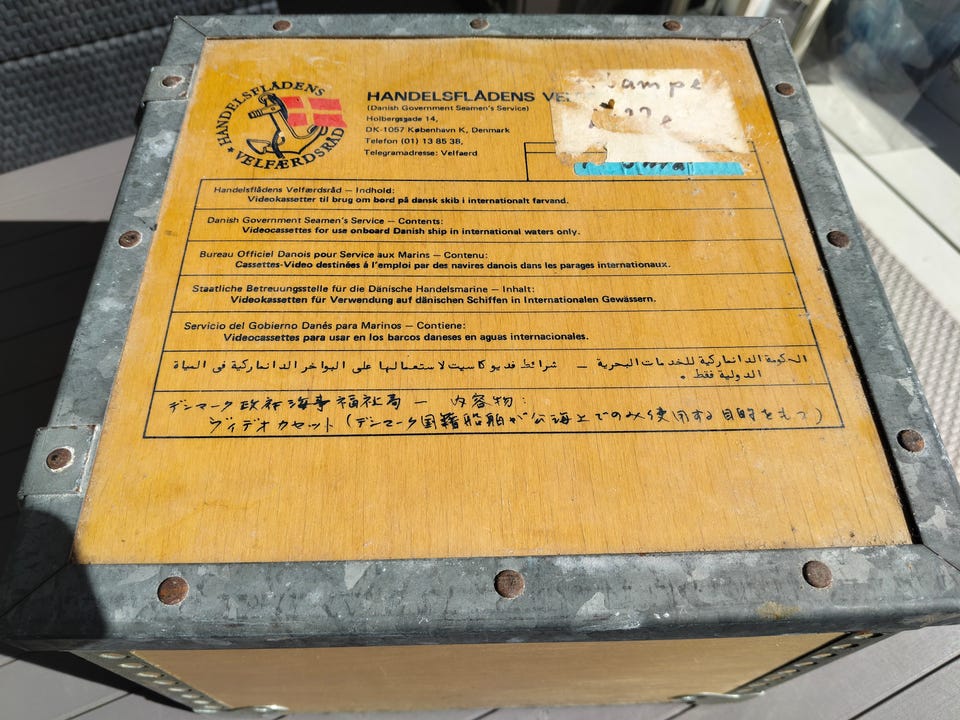 HANDELSFLÅDENS
★ VELFÆRDSRÅD
HANDELSFLÅDENS
(Danish Government Seamen's Service)
Holbergsgade 14,
DK-1057 København K, Denmark
Telefon (01) 13 85 38,
Telegramadresse: Velfaerd
Handelsflådens Velfærdsråd – Indhold:
Videokassetter til brug om bord på dansk skib i internationalt farvand.
Danish Government Seamen's Service – Contents:
Videocassettes for use onboard Danish ship in international waters only.
Bureau Officiel Danois pour Service aux Marins – Contenu:
Cassettes-Video destinées à l'emploi par des navires danois dans les parages internationaux.
Staatliche Betreuungsstelle für die Dänische Handelsmarine – Inhalt:
Videokassetten für Verwendung auf dänischen Schiffen in Internationalen Gewässern.
Servicio del Gobierno Danés para Marinos – Contiene:
Videocassettes para usar en los barcos daneses en aguas internacionales.
الحكومة الدانماركية للخدمات البحرية — شرائط فديو كاسيت لاستعمالها على البواخر الدانماركية فى المياة
الدولية فقط .
デンマーク政府海事福祉局 — 内容物:
ヴィデオカセット (デンマーク国籍船舶が公海上でのみ使用する目的をもつ)